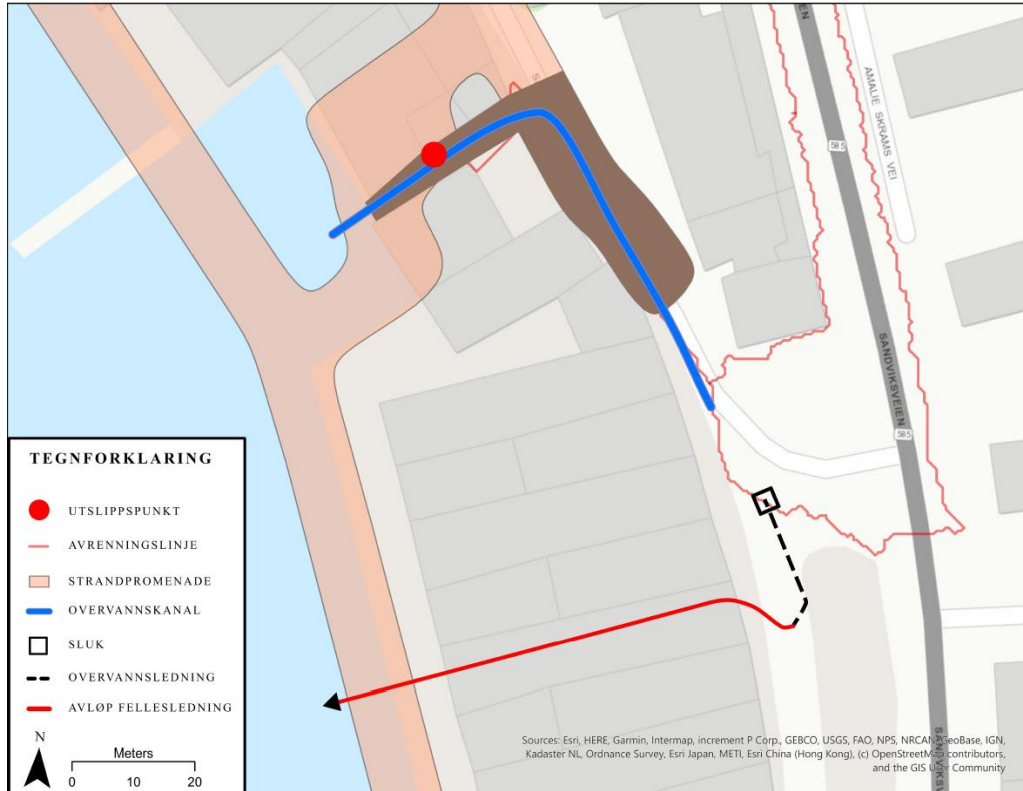 EN
AMALIE SKRAMS VEI
585
S
SANDVIKSVEIEN
585
TEGNFORKLARING
UTSLIPPSPUNKT
AVRENNINGSLINJE
STRANDPROMENADE
OVERVANNSKANAL
SLUK
OVERVANNSLEDNING
AVLØP FELLESLEDNING
N
Meters
0 10 20
Sources: Esri, HERE, Garmin, Intermap, increment P Corp., GEBCO, USGS, FAO, NPS, NRCAN, GeoBase, IGN,
Kadaster NL, Ordnance Survey, Esri Japan, METI, Esri China (Hong Kong), (c) OpenStreetMap contributors,
and the GIS User Community